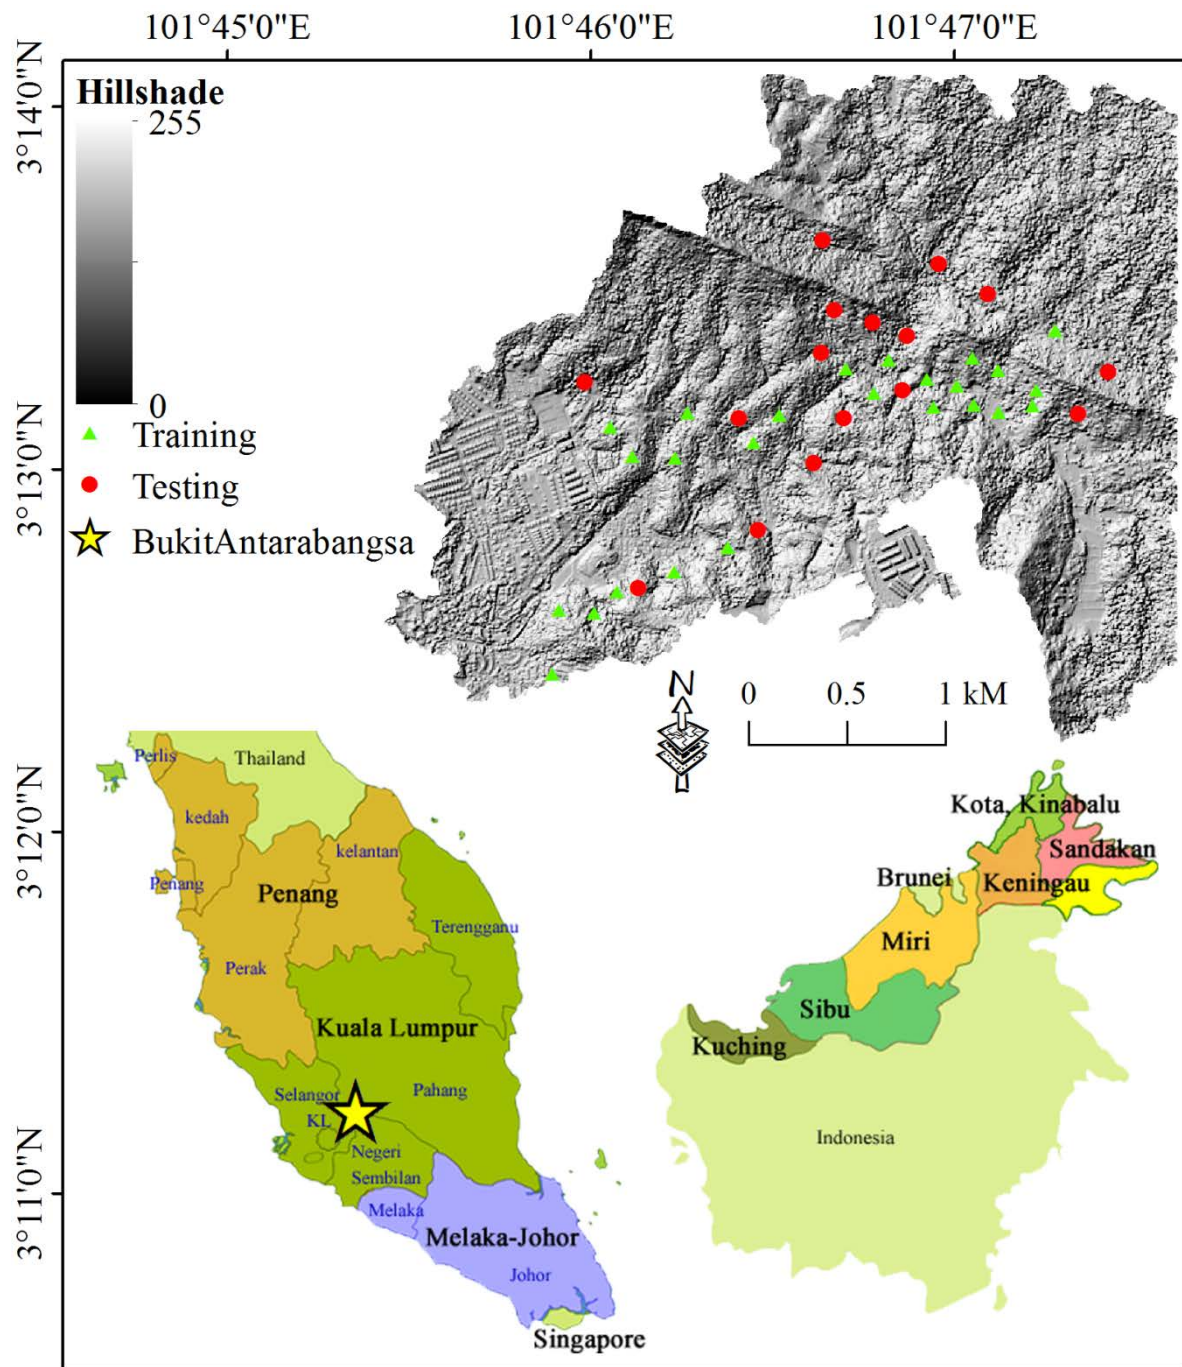 101°45'0"E 101°46'0"E 101°47'0"E
3°14'0"N
Hillshade
255
0
Training
Testing
BukitAntarabangsa
3°13'0"N
N
0 0.5 1 kM
3°12'0"N
Perlis
Thailand
kedah
kelantan
Penang
Penang
Terengganu
Perak
Kuala Lumpur
Selangor
Pahang
KL
Negeri
Sembilan
Melaka
Melaka-Johor
Johor
Singapore
Kota, Kinabalu
Sandakan
Brunei
Keningau
Miri
Sibu
Kuching
Indonesia
3°11'0"N